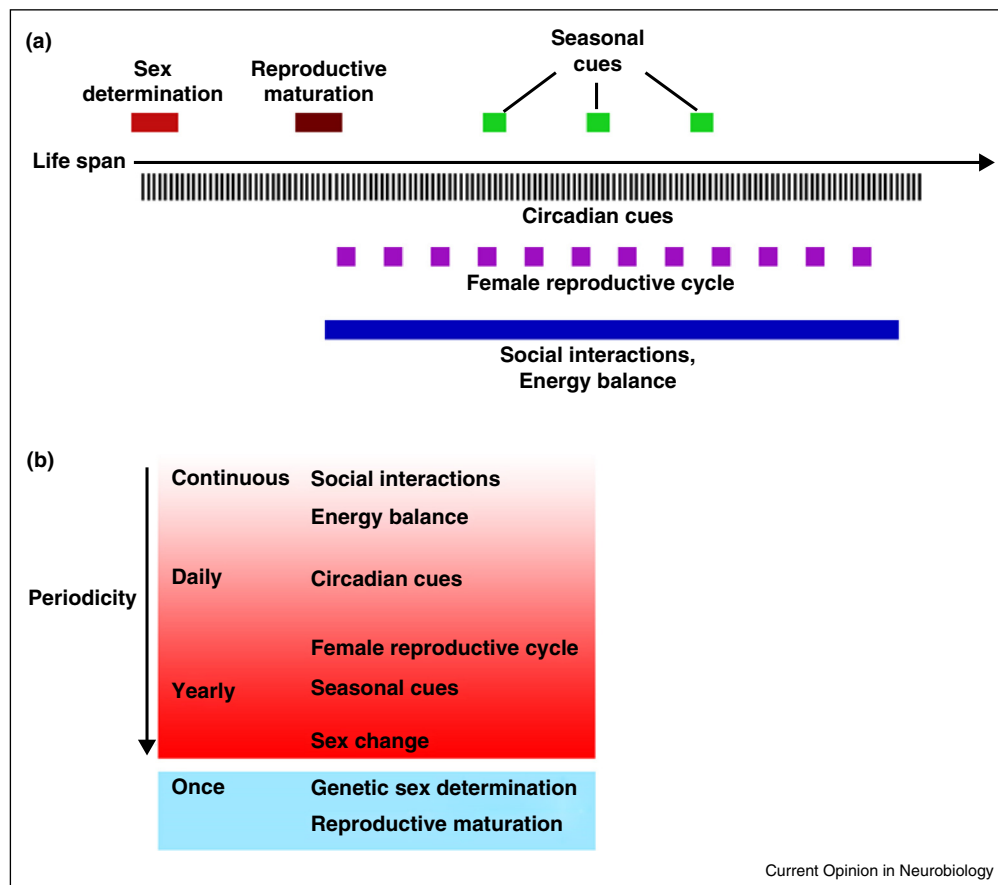 (a)
Seasonal
cues
Sex
determination
Reproductive
maturation
Life span
Circadian cues
Female reproductive cycle
Social interactions,
Energy balance
(b)
Continuous Social interactions
Energy balance
Daily Circadian cues
Periodicity
Female reproductive cycle
Yearly Seasonal cues
Sex change
Once Genetic sex determination
Reproductive maturation
Current Opinion in Neurobiology